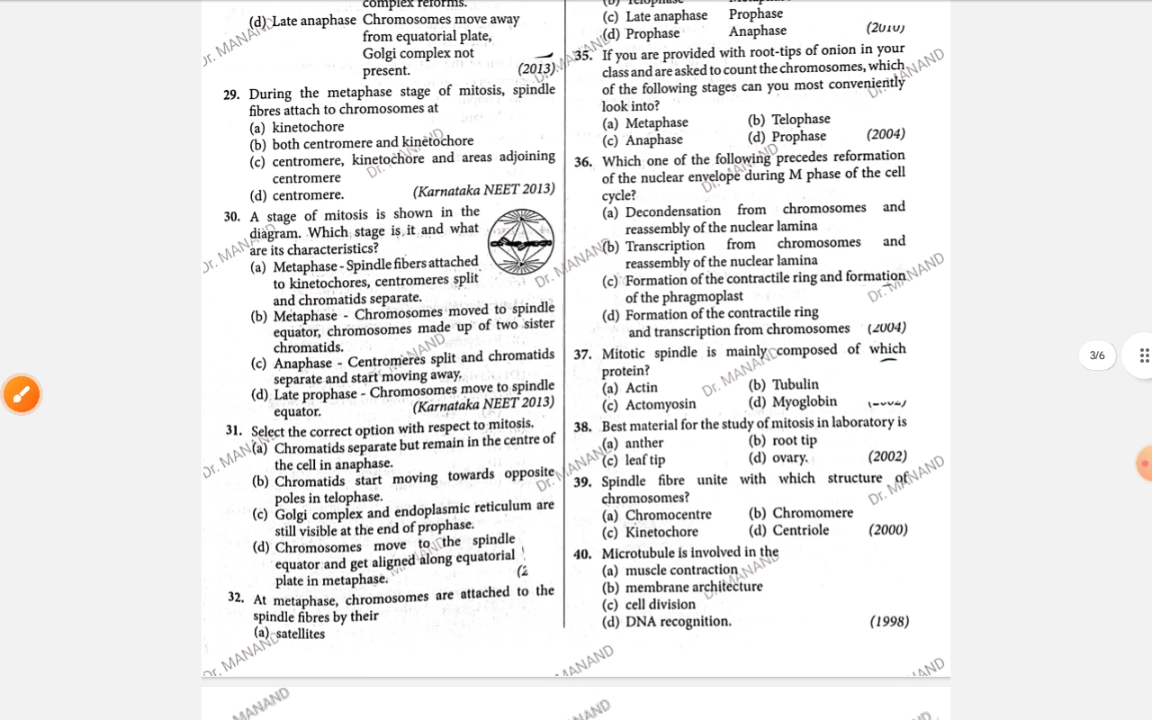 complex reforms.
(d) Late anaphase Chromosomes move away
from equatorial plate,
Golgi complex not
present. (2013)
29. During the metaphase stage of mitosis, spindle
fibres attach to chromosomes at
(a) kinetochore
(b) both centromere and kinetochore
(c) centromere, kinetochore and areas adjoining
centromere
(d) centromere. (Karnataka NEET 2013)
30. A stage of mitosis is shown in the
diagram. Which stage is it and what
are its characteristics?
(a) Metaphase - Spindle fibers attached
to kinetochores, centromeres split
and chromatids separate.
(b) Metaphase - Chromosomes moved to spindle
equator, chromosomes made up of two sister
chromatids.
(c) Anaphase - Centromeres split and chromatids
separate and start moving away.
(d) Late prophase - Chromosomes move to spindle
equator. (Karnataka NEET 2013)
31. Select the correct option with respect to mitosis.
(a) Chromatids separate but remain in the centre of
the cell in anaphase.
(b) Chromatids start moving towards opposite
poles in telophase.
(c) Golgi complex and endoplasmic reticulum are
still visible at the end of prophase.
(d) Chromosomes move to the spindle
equator and get aligned along equatorial
plate in metaphase. (2
32. At metaphase, chromosomes are attached to the
spindle fibres by their
(a) satellites
(b) Telophase
(c) Late anaphase Prophase
(d) Prophase Anaphase (2010)
35. If you are provided with root-tips of onion in your
class and are asked to count the chromosomes, which
of the following stages can you most conveniently
look into?
(a) Metaphase (b) Telophase
(c) Anaphase (d) Prophase (2004)
36. Which one of the following precedes reformation
of the nuclear envelope during M phase of the cell
cycle?
(a) Decondensation from chromosomes and
reassembly of the nuclear lamina
(b) Transcription from chromosomes and
reassembly of the nuclear lamina
(c) Formation of the contractile ring and formation
of the phragmoplast
(d) Formation of the contractile ring
and transcription from chromosomes (2004)
37. Mitotic spindle is mainly composed of which
protein?
(a) Actin (b) Tubulin
(c) Actomyosin (d) Myoglobin
38. Best material for the study of mitosis in laboratory is
(a) anther (b) root tip
(c) leaf tip (d) ovary. (2002)
39. Spindle fibre unite with which structure of
chromosomes?
(a) Chromocentre (b) Chromomere
(c) Kinetochore (d) Centriole (2000)
40. Microtubule is involved in the
(a) muscle contraction
(b) membrane architecture
(c) cell division
(d) DNA recognition. (1998)
3/6
Dr. MANAND